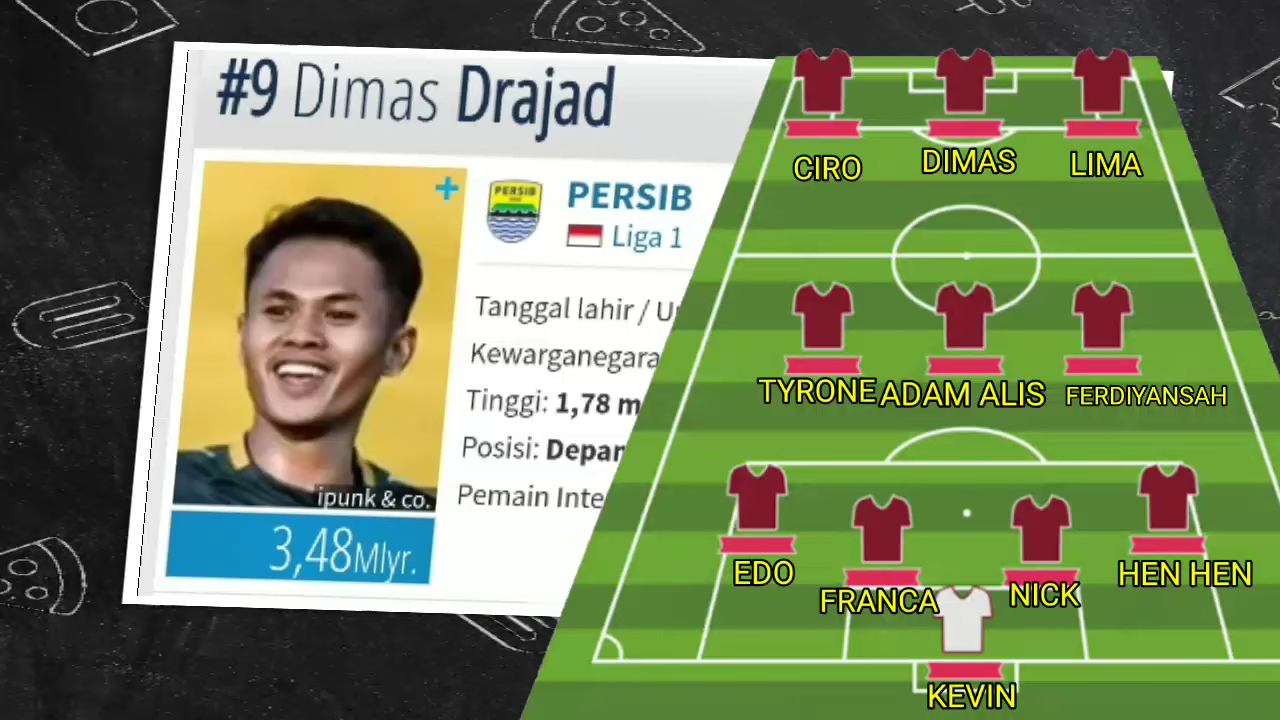 #9 Dimas Drajad
+
PERSIB
PERSIB
Liga 1
Tanggal lahir / U
Kewarganegara
Tinggi: 1,78 m
Posisi: Depan
Pemain Inte
ipunk & co.
3,48Mlyr.
CIRO
DIMAS
LIMA
TYRONE
ADAM ALIS
FERDIYANSAH
EDO
FRANCA
NICK
HEN HEN
KEVIN